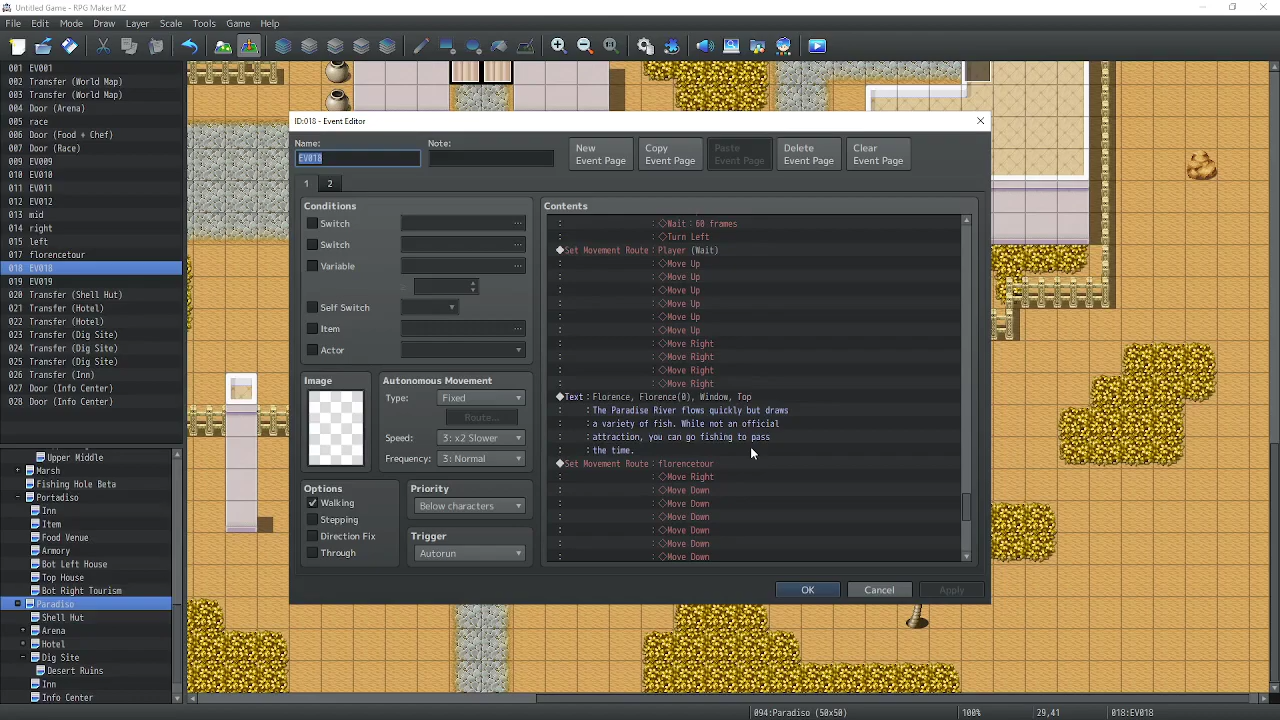 Untitled Game - RPG Maker MZ
File Edit Mode Draw Layer Scale Tools Game Help
001 EV001
002 Transfer (World Map)
003 Transfer (World Map)
004 Door (Arena)
005 race
006 Door (Food + Chef)
007 Door (Race)
009 EV009
010 EV010
011 EV011
012 EV012
013 mid
014 right
015 left
017 florencetour
018 EV018
019 EV019
020 Transfer (Shell Hut)
021 Transfer (Hotel)
022 Transfer (Hotel)
023 Transfer (Dig Site)
024 Transfer (Dig Site)
025 Transfer (Dig Site)
026 Transfer (Inn)
027 Door (Info Center)
028 Door (Info Center)
Upper Middle
Marsh
Fishing Hole Beta
Portadiso
Inn
Item
Food Venue
Armory
Bot Left House
Top House
Bot Right Tourism
Paradiso
Shell Hut
Arena
Hotel
Dig Site
Desert Ruins
Inn
Info Center
ID:018 - Event Editor
Name:
EV018
Note:
New
Event Page
Copy
Event Page
Paste
Event Page
Delete
Event Page
Clear
Event Page
1 2
Conditions
Switch
Switch
Variable
≥
Self Switch
Item
Actor
Image
Autonomous Movement
Type: Fixed
Route...
Speed: 3: x2 Slower
Frequency: 3: Normal
Options
Walking
Stepping
Direction Fix
Through
Priority
Below characters
Trigger
Autorun
Contents
: :◇Wait：60 frames
: :◇Turn Left
◆Set Movement Route：Player (Wait)
: :◇Move Up
: :◇Move Up
: :◇Move Up
: :◇Move Up
: :◇Move Up
: :◇Move Up
: :◇Move Right
: :◇Move Right
: :◇Move Right
: :◇Move Right
◆Text：Florence, Florence(0), Window, Top
: :The Paradise River flows quickly but draws
: :a variety of fish. While not an official
: :attraction, you can go fishing to pass
: :the time.
◆Set Movement Route：florencetour
: :◇Move Right
: :◇Move Down
: :◇Move Down
: :◇Move Down
: :◇Move Down
: :◇Move Down
: :◇Move Down
OK
Cancel
Apply
094:Paradiso (50x50)
100%
29,41
018:EV018